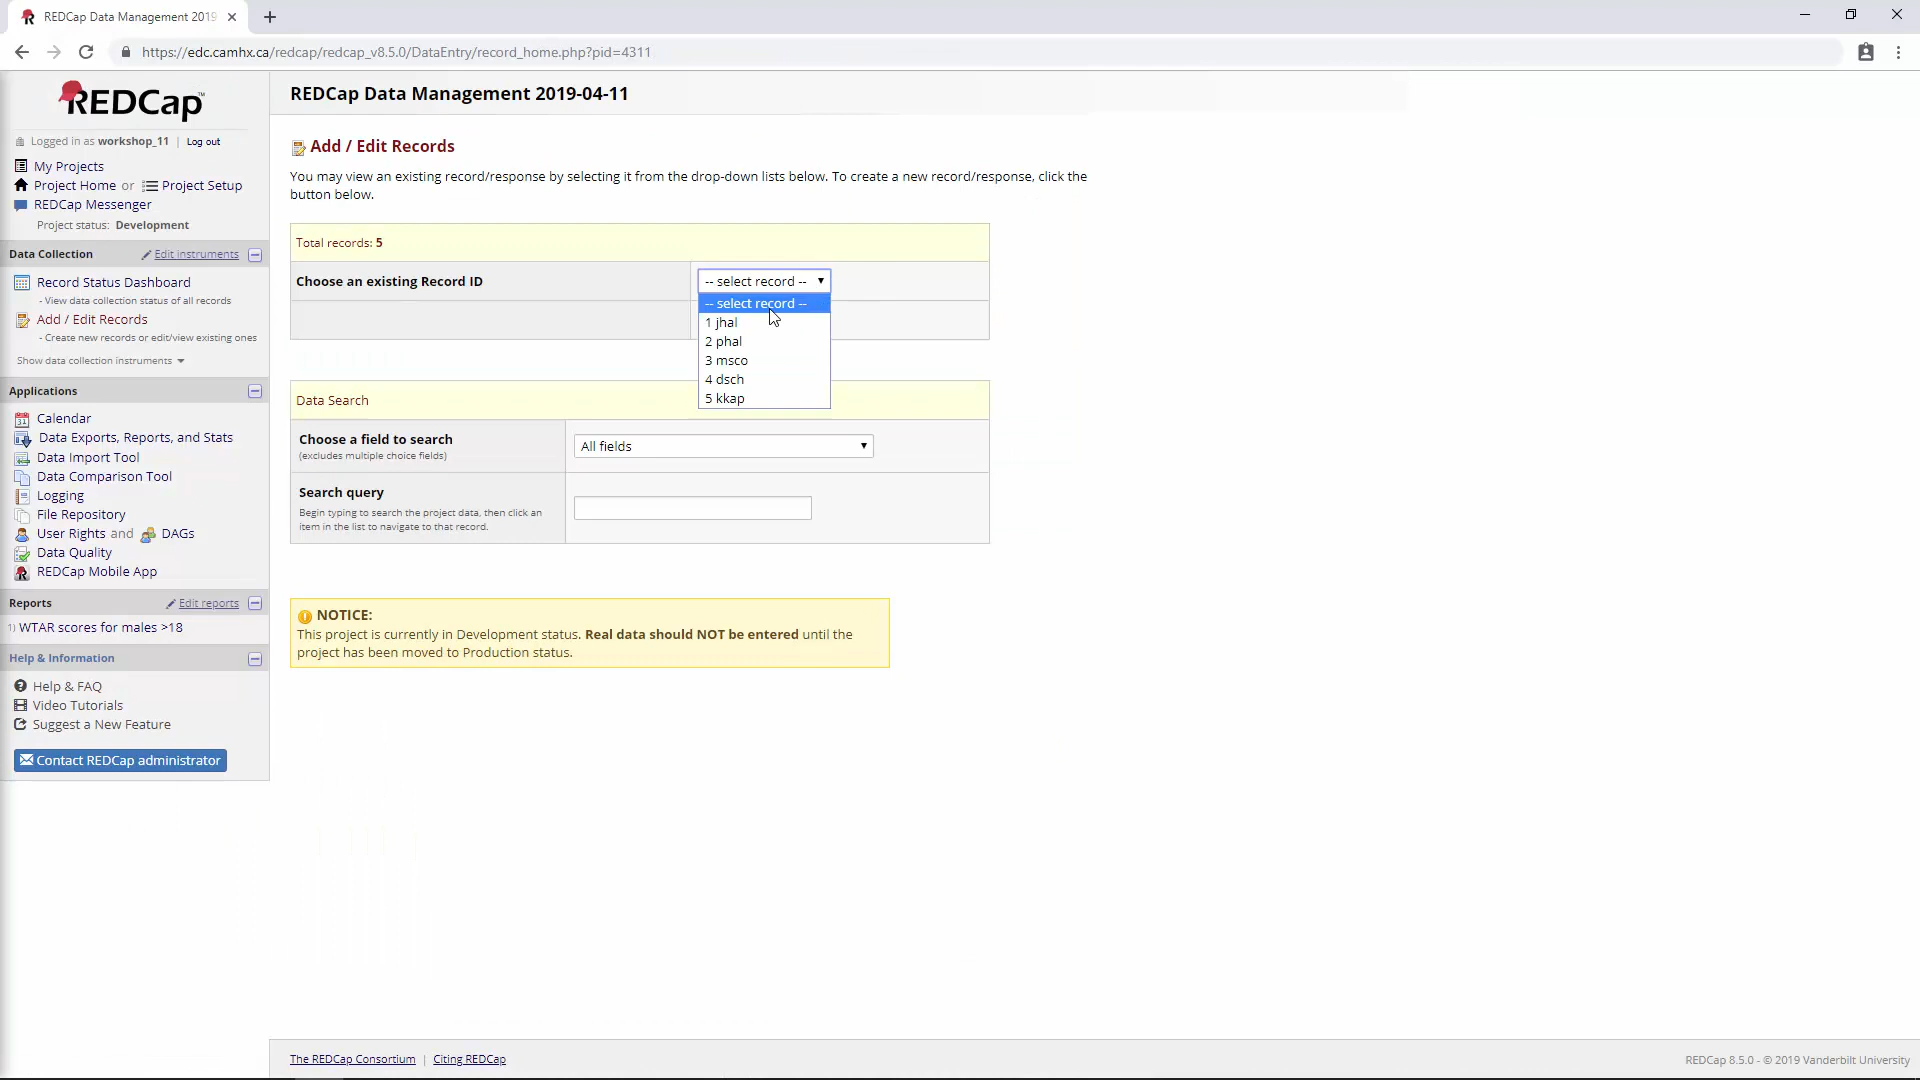 REDCap Data Management 2019
https://edc.camhx.ca/redcap/redcap_v8.5.0/DataEntry/record_home.php?pid=4311
REDCap™
Logged in as workshop_11 | Log out
My Projects
Project Home or Project Setup
REDCap Messenger
Project status: Development
Data Collection Edit instruments
Record Status Dashboard
- View data collection status of all records
Add / Edit Records
- Create new records or edit/view existing ones
Show data collection instruments
Applications
Calendar
Data Exports, Reports, and Stats
Data Import Tool
Data Comparison Tool
Logging
File Repository
User Rights and DAGs
Data Quality
REDCap Mobile App
Reports Edit reports
1) WTAR scores for males >18
Help & Information
Help & FAQ
Video Tutorials
Suggest a New Feature
Contact REDCap administrator
REDCap Data Management 2019-04-11
Add / Edit Records
You may view an existing record/response by selecting it from the drop-down lists below. To create a new record/response, click the
button below.
Total records: 5
Choose an existing Record ID -- select record --
-- select record --
1 jhal
2 phal
3 msco
4 dsch
5 kkap
Data Search
Choose a field to search
(excludes multiple choice fields)
All fields
Search query
Begin typing to search the project data, then click an
item in the list to navigate to that record.
NOTICE:
This project is currently in Development status. Real data should NOT be entered until the
project has been moved to Production status.
The REDCap Consortium | Citing REDCap
REDCap 8.5.0 - © 2019 Vanderbilt University